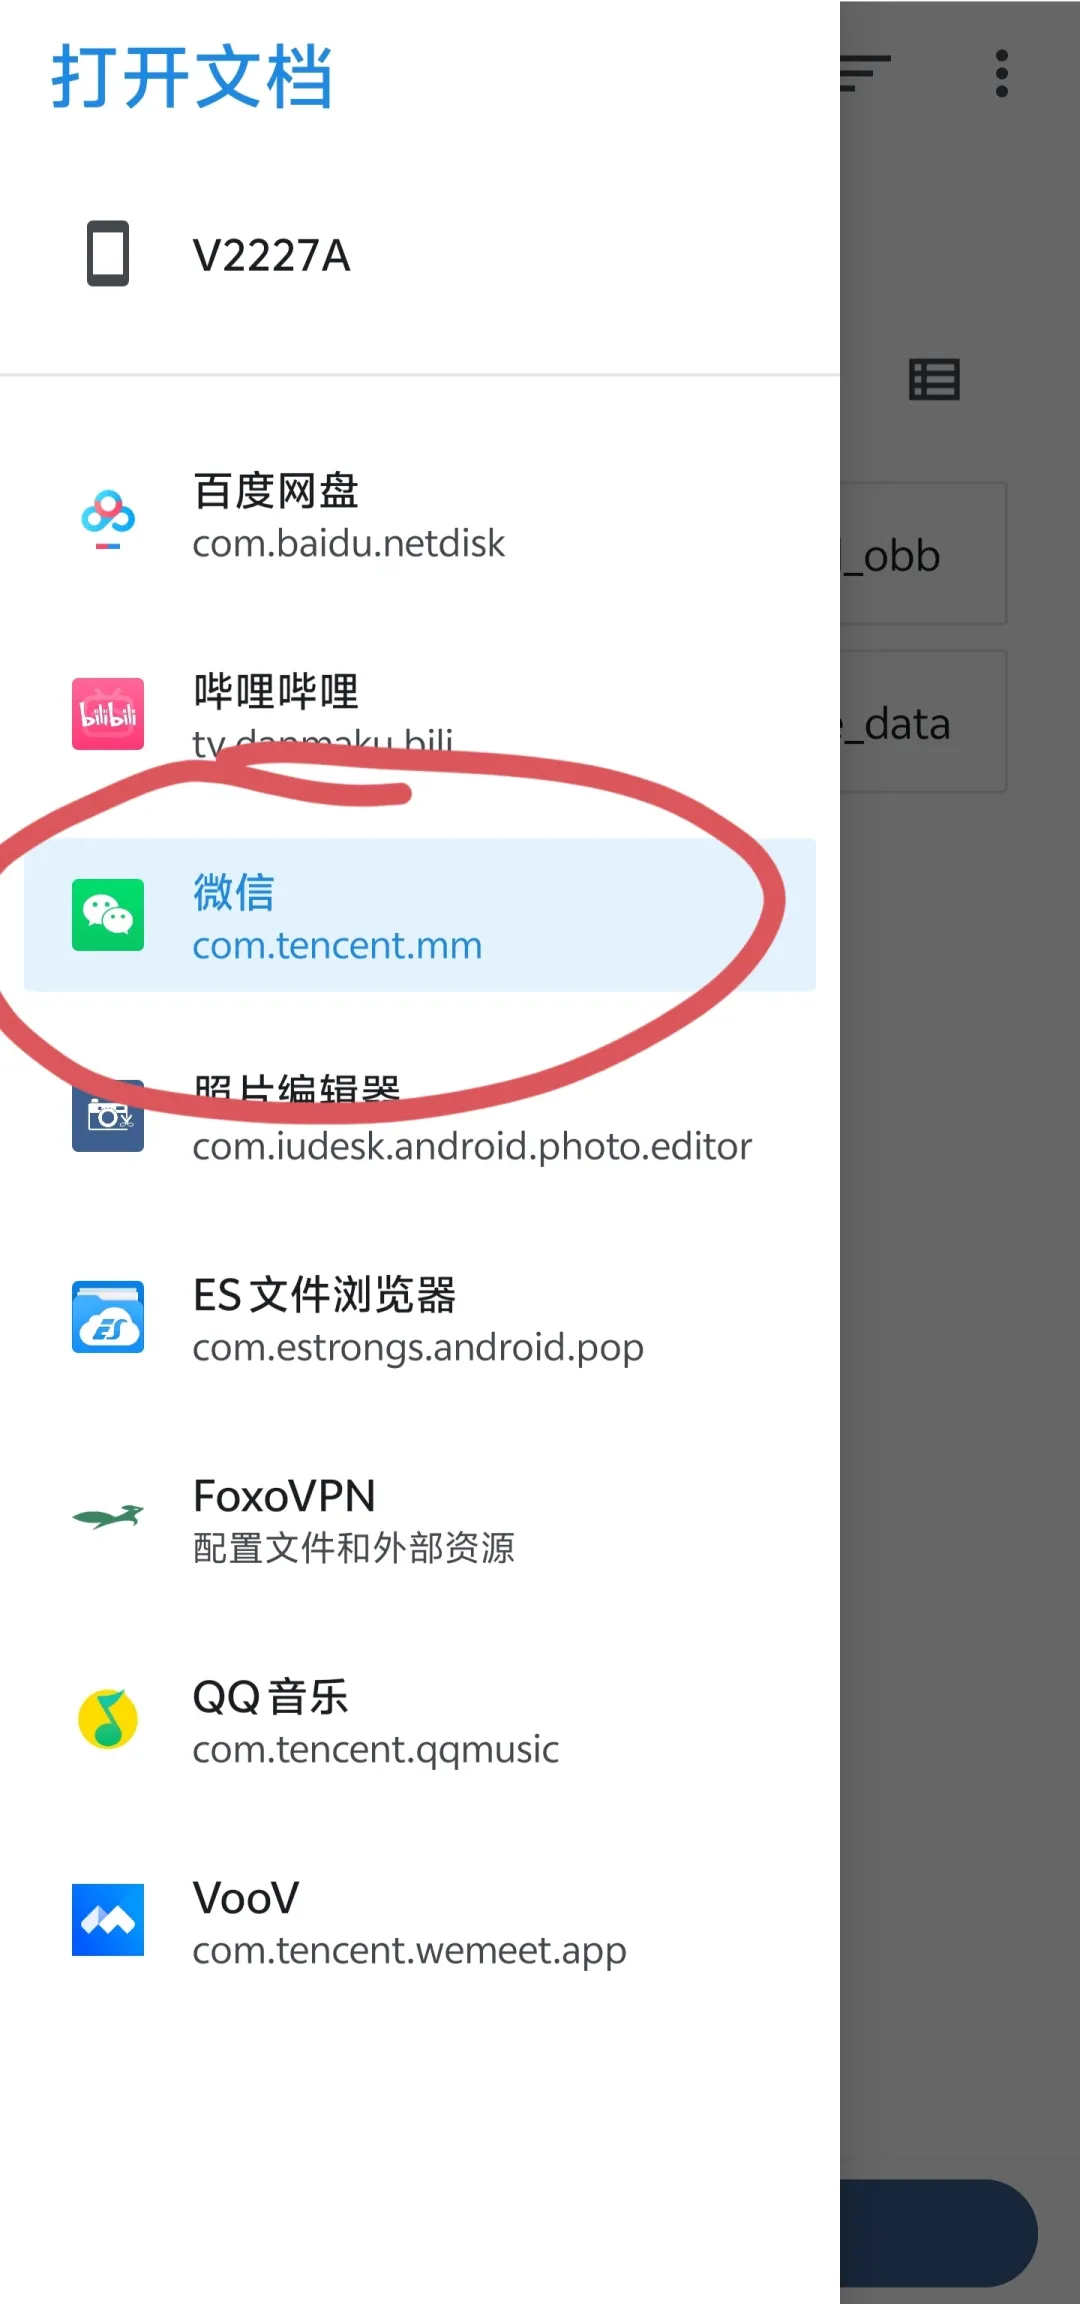 打开文档
V2227A
百度网盘
com.baidu.netdisk
_obb
哔哩哔哩
bilibili
tv.danmaku.bili
_data
微信
com.tencent.mm
照片编辑器
com.iudesk.android.photo.editor
ES文件浏览器
ES
com.estrongs.android.pop
FoxoVPN
配置文件和外部资源
QQ音乐
com.tencent.qqmusic
VooV
com.tencent.wemeet.app